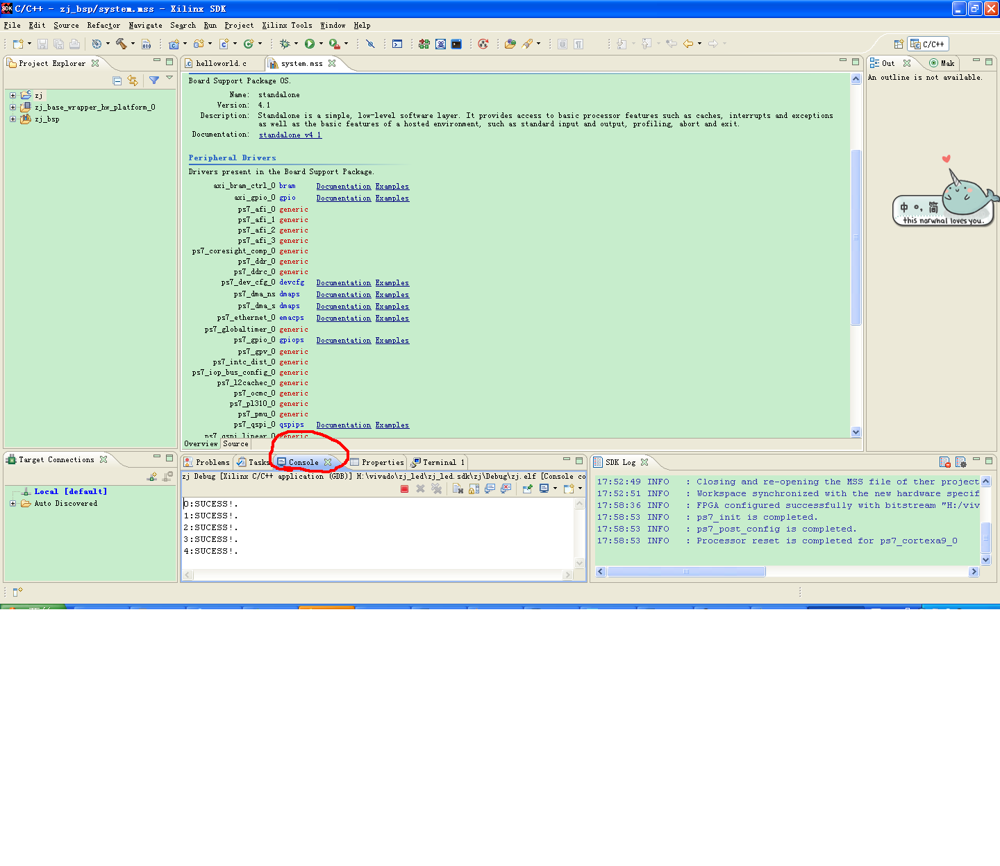 C/C++ - zj_bsp/system.mss - Xilinx SDK
File Edit Source Refactor Navigate Search Run Project Xilinx Tools Window Help
C/C++
Project Explorer
zj
zj_base_wrapper_hw_platform_0
zj_bsp
helloworld.c system.mss
Board Support Package OS.
Name: standalone
Version: 4.1
Description: Standalone is a simple, low-level software layer. It provides access to basic processor features such as caches, interrupts and exceptions
as well as the basic features of a hosted environment, such as standard input and output, profiling, abort and exit.
Documentation: standalone_v4_1
Peripheral Drivers
Drivers present in the Board Support Package.
axi_bram_ctrl_0 bram Documentation Examples
axi_gpio_0 gpio Documentation Examples
ps7_afi_0 generic
ps7_afi_1 generic
ps7_afi_2 generic
ps7_afi_3 generic
ps7_coresight_comp_0 generic
ps7_ddr_0 generic
ps7_ddrc_0 generic
ps7_dev_cfg_0 devcfg Documentation Examples
ps7_dma_ns dmaps Documentation Examples
ps7_dma_s dmaps Documentation Examples
ps7_ethernet_0 emacps Documentation Examples
ps7_globaltimer_0 generic
ps7_gpio_0 gpiops Documentation Examples
ps7_gpv_0 generic
ps7_intc_dist_0 generic
ps7_iop_bus_config_0 generic
ps7_l2cachec_0 generic
ps7_ocmc_0 generic
ps7_pl310_0 generic
ps7_pmu_0 generic
ps7_qspi_0 qspips Documentation Examples
ps7_qspi_linear_0 generic
Overview Source
Out Mak
An outline is not available.
中 °, 简
this narwhal loves you.
Target Connections
Local [default]
Auto Discovered
Problems Tasks Console Properties Terminal 1
zj Debug [Xilinx C/C++ application (GDB)] H:\vivado\zj_led\zj_led.sdk\zj\Debug\zj.elf [Console co
0:SUCESS!.
1:SUCESS!.
2:SUCESS!.
3:SUCESS!.
4:SUCESS!.
SDK Log
17:52:49 INFO : Closing and re-opening the MSS file of ther project
17:52:51 INFO : Workspace synchronized with the new hardware specif
17:58:36 INFO : FPGA configured successfully with bitstream "H:/viv
17:58:53 INFO : ps7_init is completed.
17:58:53 INFO : ps7_post_config is completed.
17:58:53 INFO : Processor reset is completed for ps7_cortexa9_0